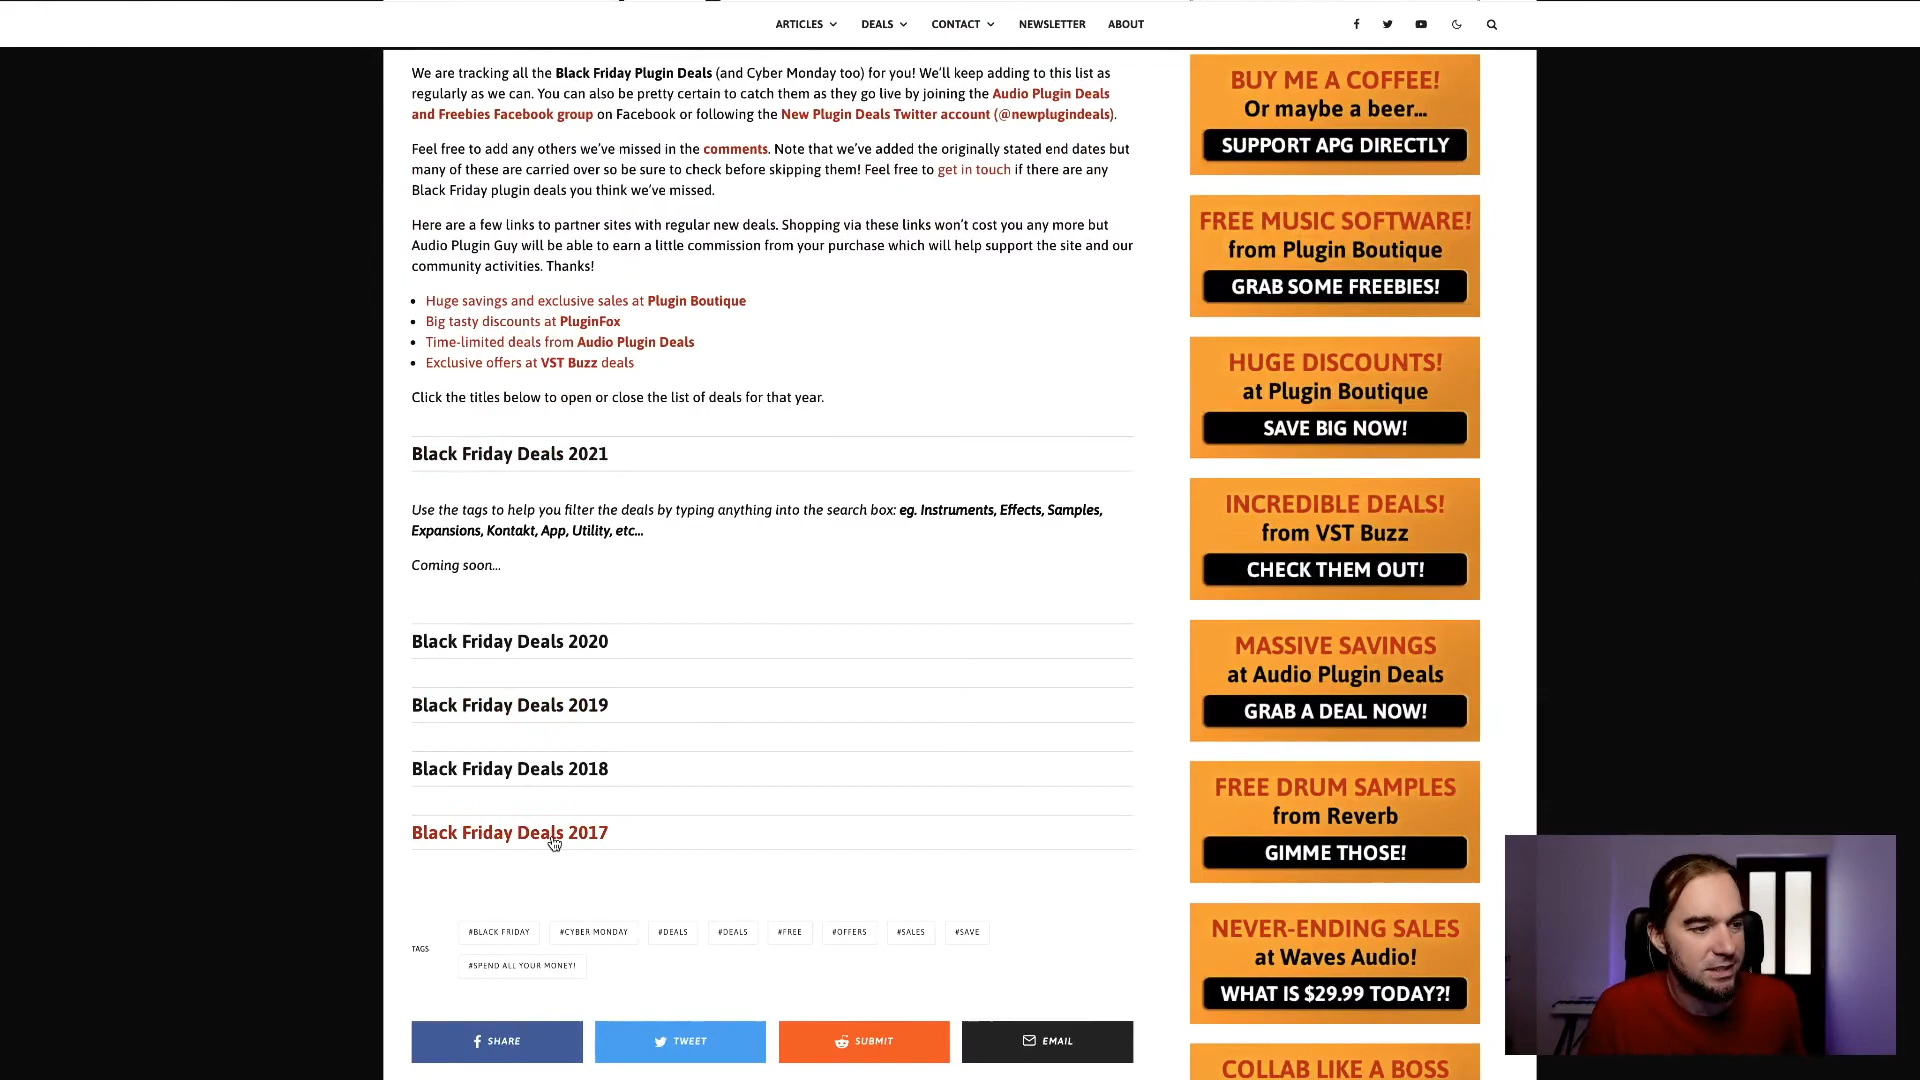 ARTICLES DEALS CONTACT NEWSLETTER ABOUT
We are tracking all the Black Friday Plugin Deals (and Cyber Monday too) for you! We'll keep adding to this list as
regularly as we can. You can also be pretty certain to catch them as they go live by joining the Audio Plugin Deals
and Freebies Facebook group on Facebook or following the New Plugin Deals Twitter account (@newplugindeals).
Feel free to add any others we've missed in the comments. Note that we've added the originally stated end dates but
many of these are carried over so be sure to check before skipping them! Feel free to get in touch if there are any
Black Friday plugin deals you think we've missed.
Here are a few links to partner sites with regular new deals. Shopping via these links won't cost you any more but
Audio Plugin Guy will be able to earn a little commission from your purchase which will help support the site and our
community activities. Thanks!
• Huge savings and exclusive sales at Plugin Boutique
• Big tasty discounts at PluginFox
• Time-limited deals from Audio Plugin Deals
• Exclusive offers at VST Buzz deals
Click the titles below to open or close the list of deals for that year.
Black Friday Deals 2021
Use the tags to help you filter the deals by typing anything into the search box: eg. Instruments, Effects, Samples,
Expansions, Kontakt, App, Utility, etc...
Coming soon...
Black Friday Deals 2020
Black Friday Deals 2019
Black Friday Deals 2018
Black Friday Deals 2017
TAGS
#BLACK FRIDAY #CYBER MONDAY #DEALS #DEALS #FREE #OFFERS #SALES #SAVE
#SPEND ALL YOUR MONEY!
SHARE TWEET SUBMIT EMAIL
BUY ME A COFFEE!
Or maybe a beer...
SUPPORT APG DIRECTLY
FREE MUSIC SOFTWARE!
from Plugin Boutique
GRAB SOME FREEBIES!
HUGE DISCOUNTS!
at Plugin Boutique
SAVE BIG NOW!
INCREDIBLE DEALS!
from VST Buzz
CHECK THEM OUT!
MASSIVE SAVINGS
at Audio Plugin Deals
GRAB A DEAL NOW!
FREE DRUM SAMPLES
from Reverb
GIMME THOSE!
NEVER-ENDING SALES
at Waves Audio!
WHAT IS $29.99 TODAY?!
COLLAB LIKE A BOSS